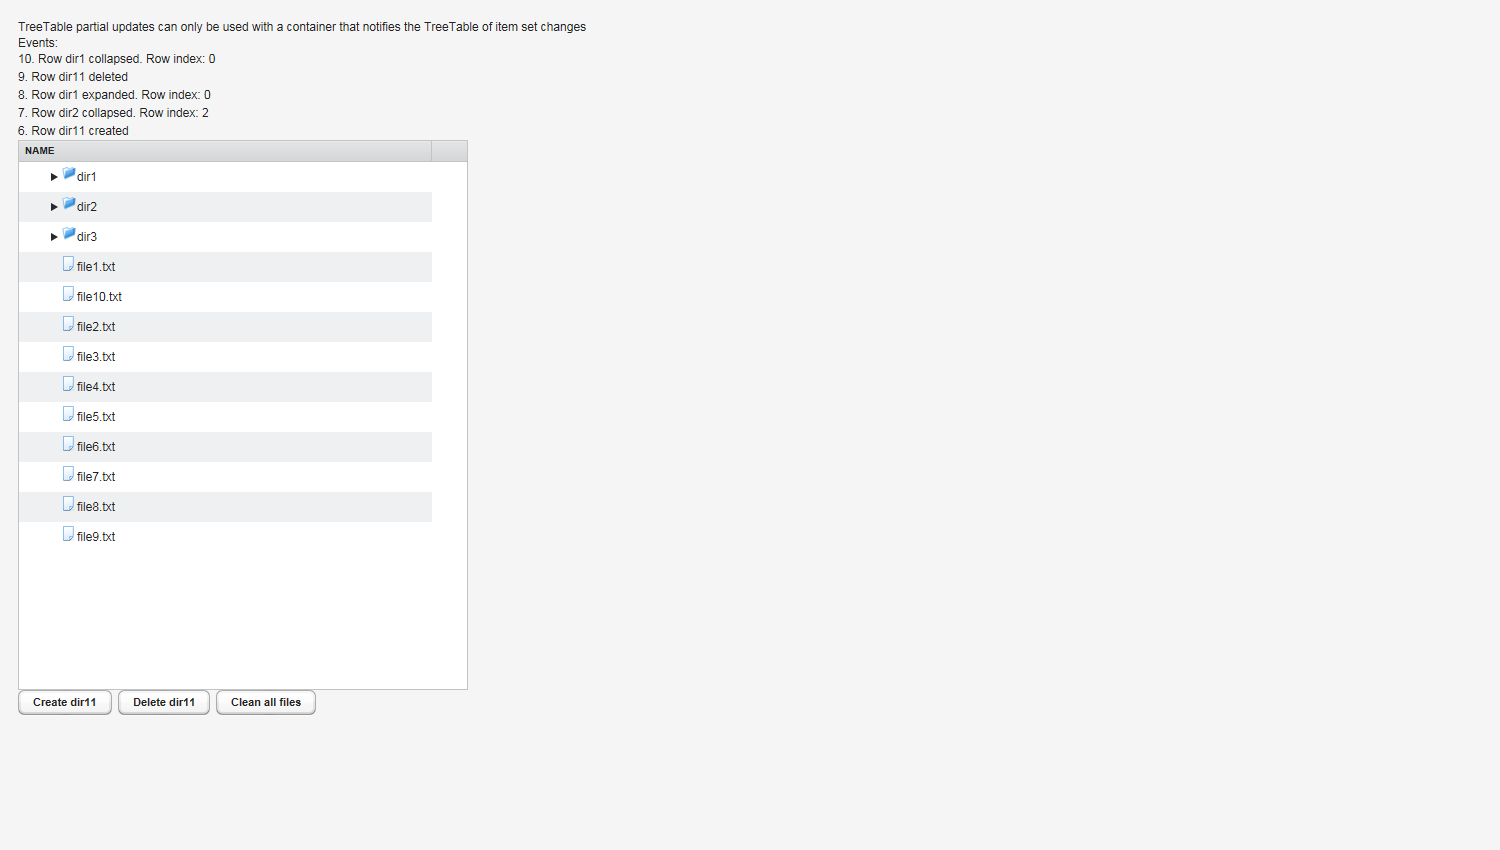 TreeTable partial updates can only be used with a container that notifies the TreeTable of item set changes
Events:
10. Row dir1 collapsed. Row index: 0
9. Row dir11 deleted
8. Row dir1 expanded. Row index: 0
7. Row dir2 collapsed. Row index: 2
6. Row dir11 created
NAME
dir1
dir2
dir3
file1.txt
file10.txt
file2.txt
file3.txt
file4.txt
file5.txt
file6.txt
file7.txt
file8.txt
file9.txt
Create dir11 Delete dir11 Clean all files